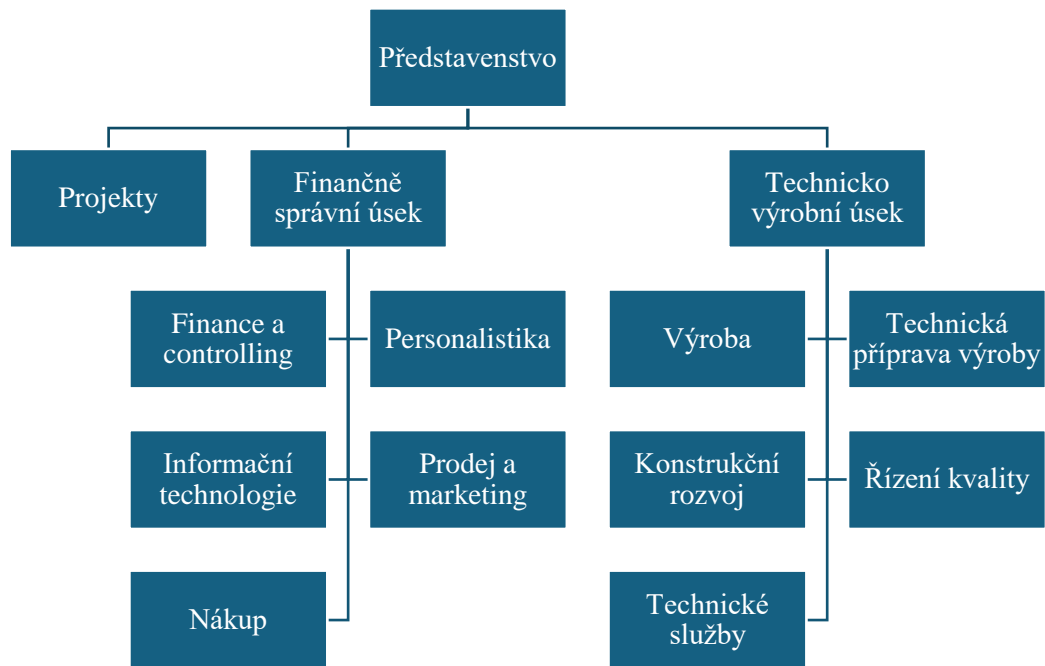 Představenstvo
Projekty
Finančně
správní úsek
Technicko
výrobní úsek
Finance a
controlling
Personalistika
Výroba
Technická
příprava výroby
Informační
technologie
Prodej a
marketing
Konstrukční
rozvoj
Řízení kvality
Nákup
Technické
služby